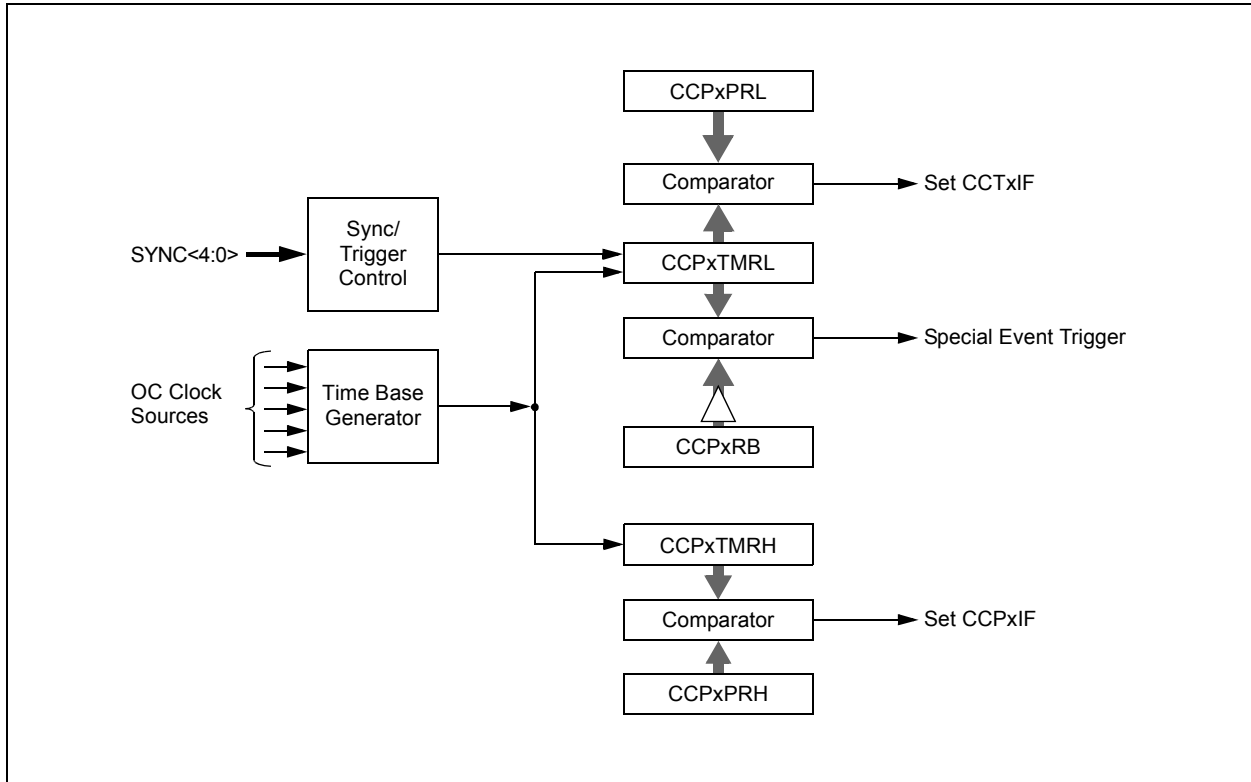 CCPxPRL
Comparator
Set CCTxIF
SYNC<4:0>
Sync/
Trigger
Control
CCPxTMRL
Comparator
Special Event Trigger
OC Clock
Sources
Time Base
Generator
CCPxRB
CCPxTMRH
Comparator
Set CCPxIF
CCPxPRH